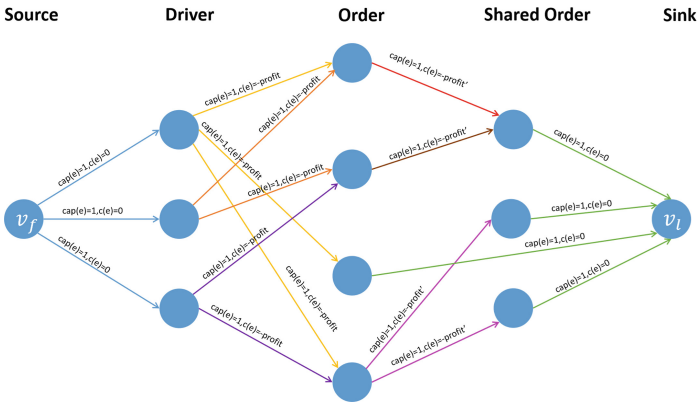 Source Driver Order Shared Order Sink
cap(e)=1,c(e)=-profit
cap(e)=1,c(e)=-profit'
cap(e)=1,c(e)=-profit
cap(e)=1,c(e)=0
cap(e)=1,c(e)=-profit
cap(e)=1,c(e)=-profit'
cap(e)=1,c(e)=0
cap(e)=1,c(e)=-profit
v_f
cap(e)=1,c(e)=0
cap(e)=1,c(e)=0
v_l
cap(e)=1,c(e)=0
cap(e)=1,c(e)=-profit
cap(e)=1,c(e)=0
cap(e)=1,c(e)=-profit
cap(e)=1,c(e)=-profit'
cap(e)=1,c(e)=0
cap(e)=1,c(e)=-profit
cap(e)=1,c(e)=-profit'